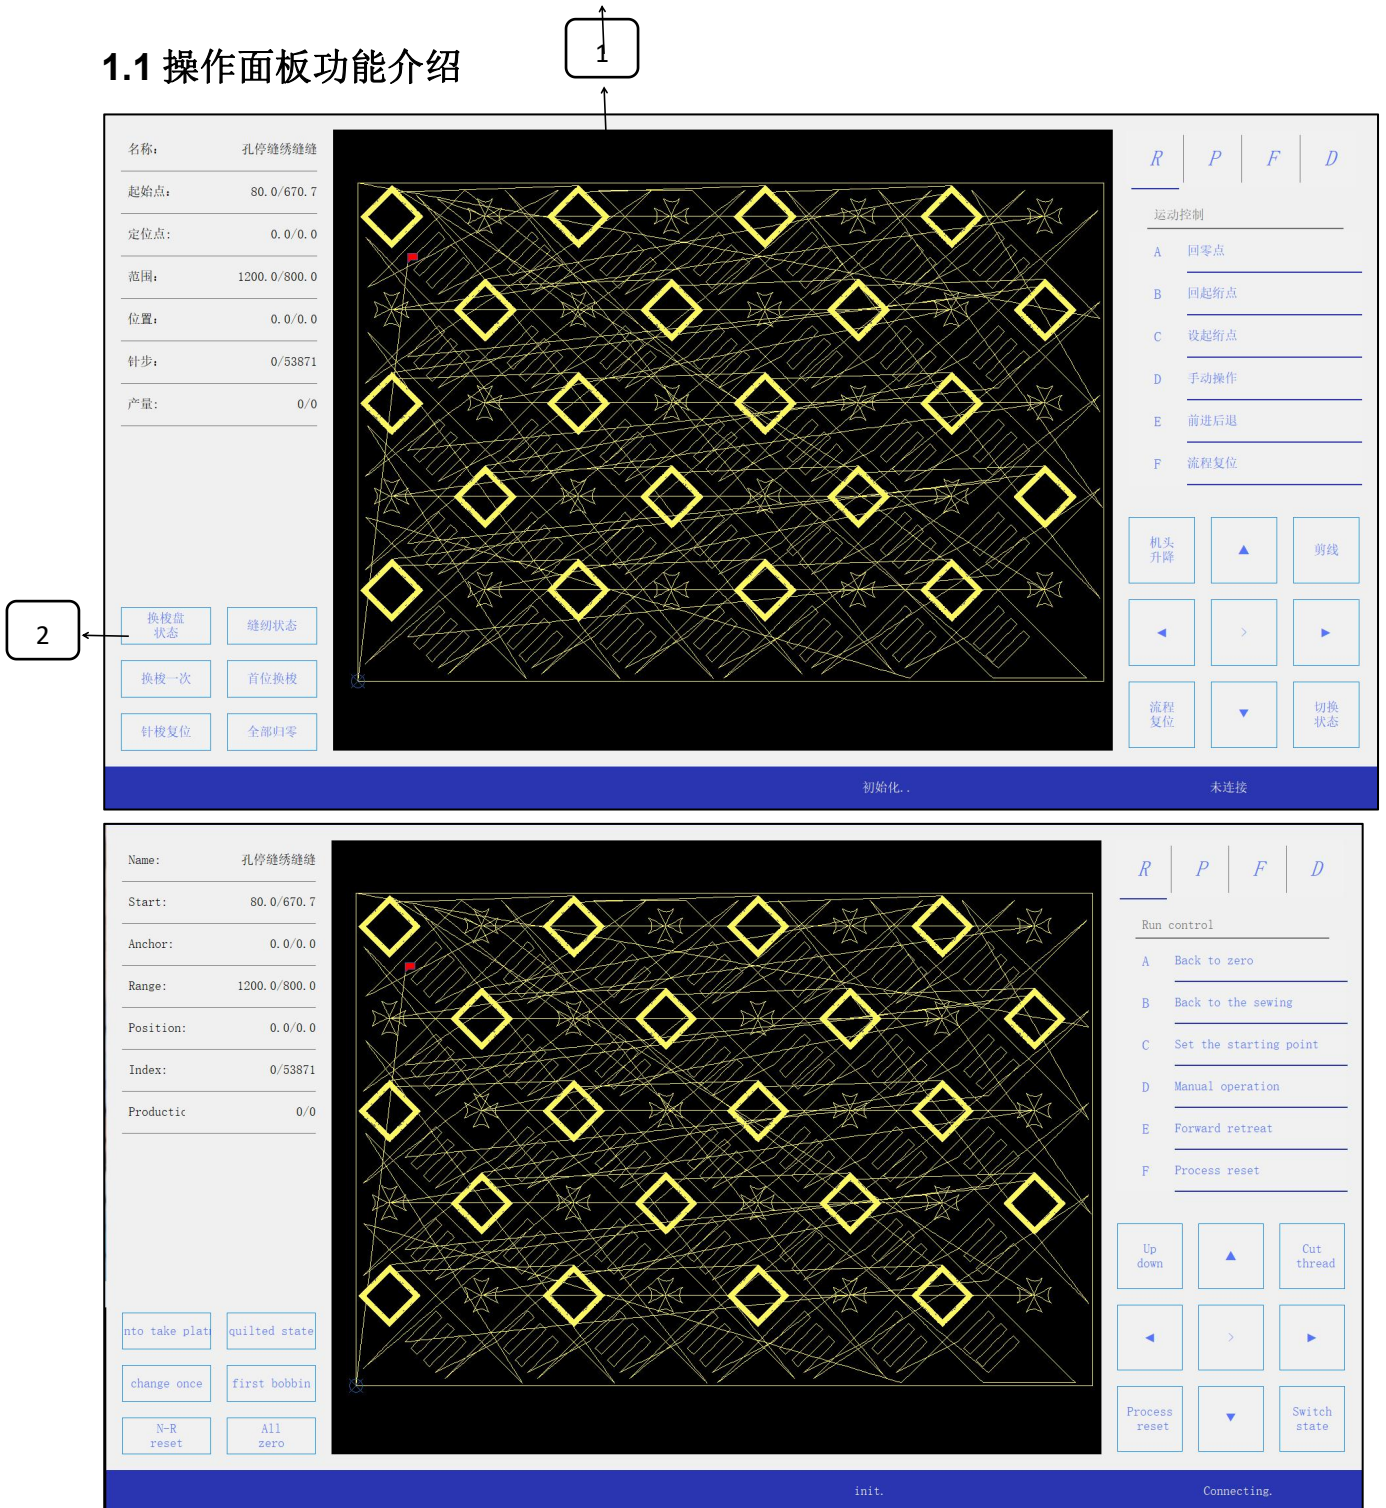 1
1.1 操作面板功能介绍
名称: 孔停缝绣缝缝
起始点: 80.0/670.7
定位点: 0.0/0.0
范围: 1200.0/800.0
位置: 0.0/0.0
针步: 0/53871
产量: 0/0
换梭盘
状态
缝纫状态
换梭一次
首位换梭
针梭复位
全部归零
2
R P F D
运动控制
A 回零点
B 回起绗点
C 设起绗点
D 手动操作
E 前进后退
F 流程复位
机头
升降
▲
剪线
◀
>
▶
流程
复位
▼
切换
状态
初始化..
未连接
Name: 孔停缝绣缝缝
Start: 80.0/670.7
Anchor: 0.0/0.0
Range: 1200.0/800.0
Position: 0.0/0.0
Index: 0/53871
Productic 0/0
nto take plat
quilted state
change once
first bobbin
N-R
reset
All
zero
R P F D
Run control
A Back to zero
B Back to the sewing
C Set the starting point
D Manual operation
E Forward retreat
F Process reset
Up
down
▲
Cut
thread
◀
>
▶
Process
reset
▼
Switch
state
init.
Connecting.